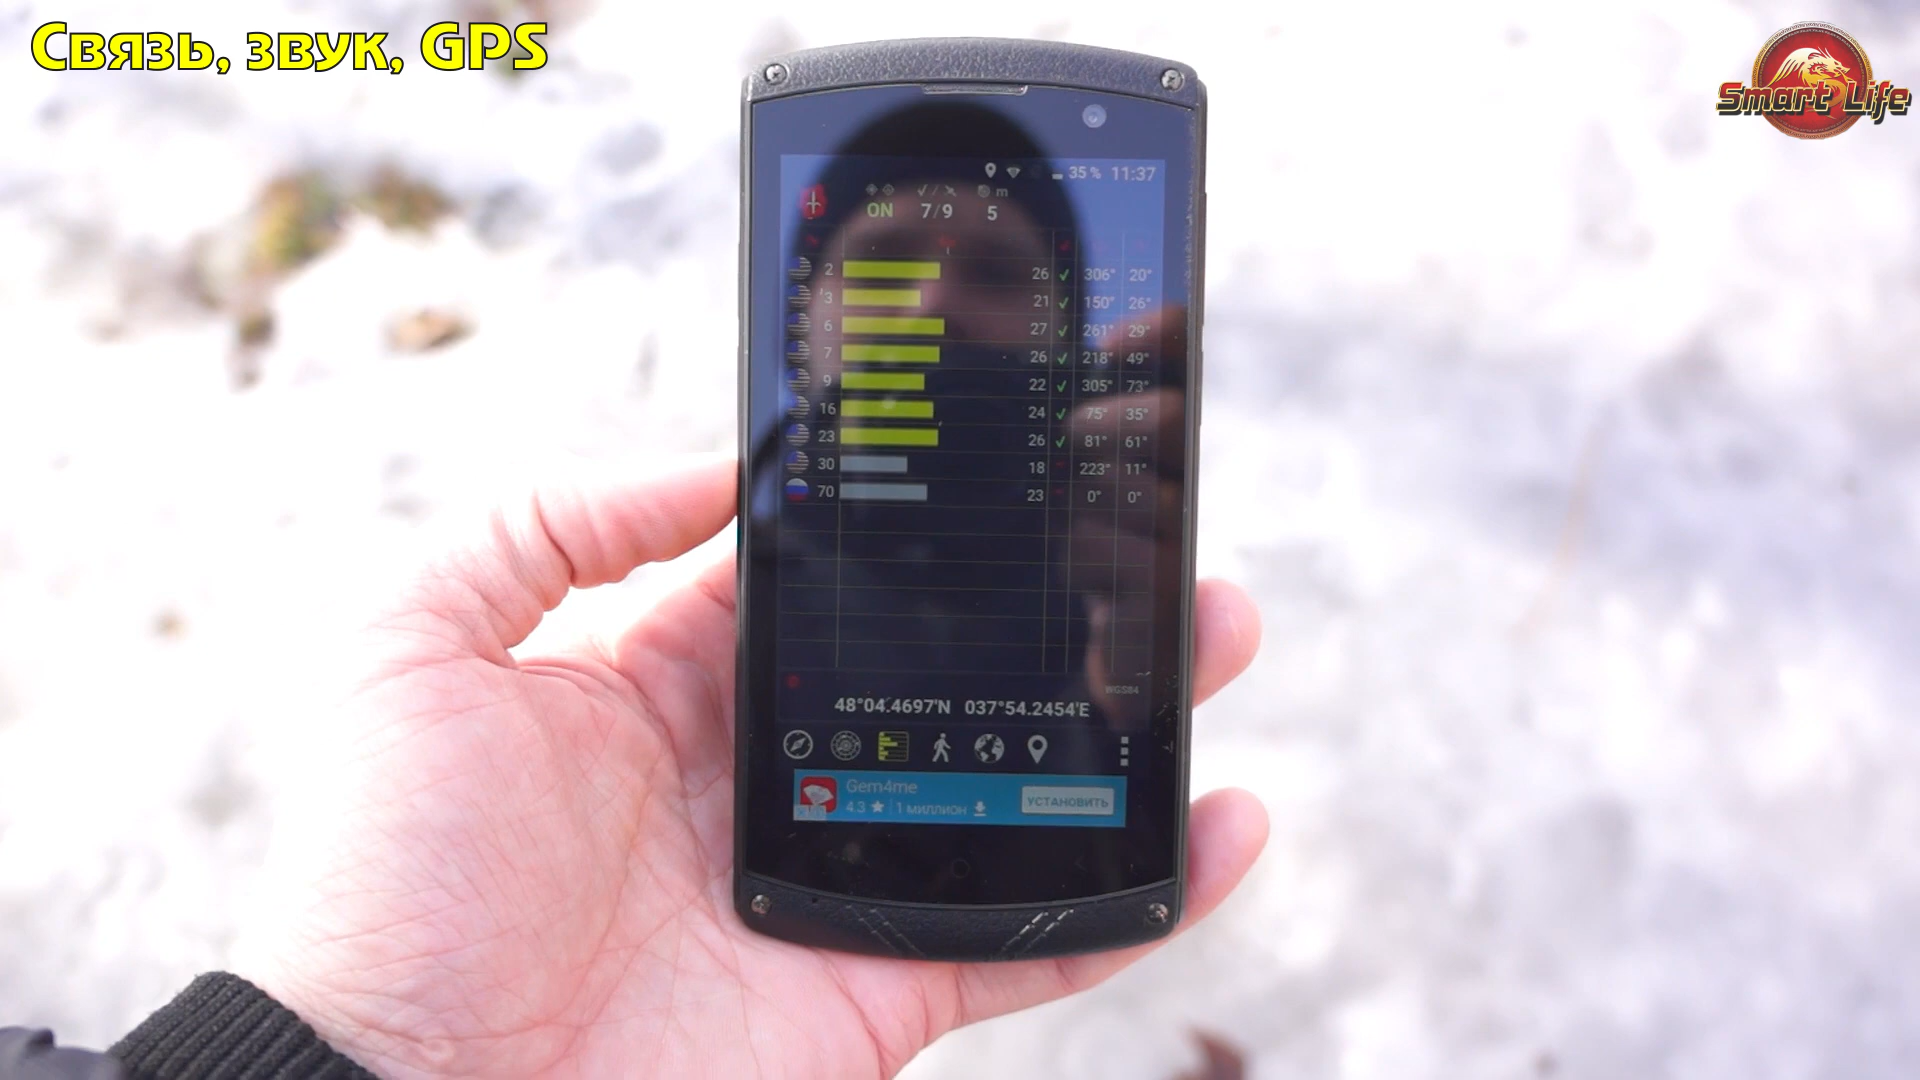 Связь, звук, GPS
Smart Life
35 % 11:37
m
ON 7/9 5
2 26 306° 20°
3 21 150° 26°
6 27 261° 29°
7 26 218° 49°
9 22 305° 73°
16 24 75° 35°
23 26 81° 61°
30 18 223° 11°
70 23 0° 0°
WGS84
48°04.4697'N 037°54.2454'E
Gem4me
4.3 ★ 1 миллион
УСТАНОВИТЬ